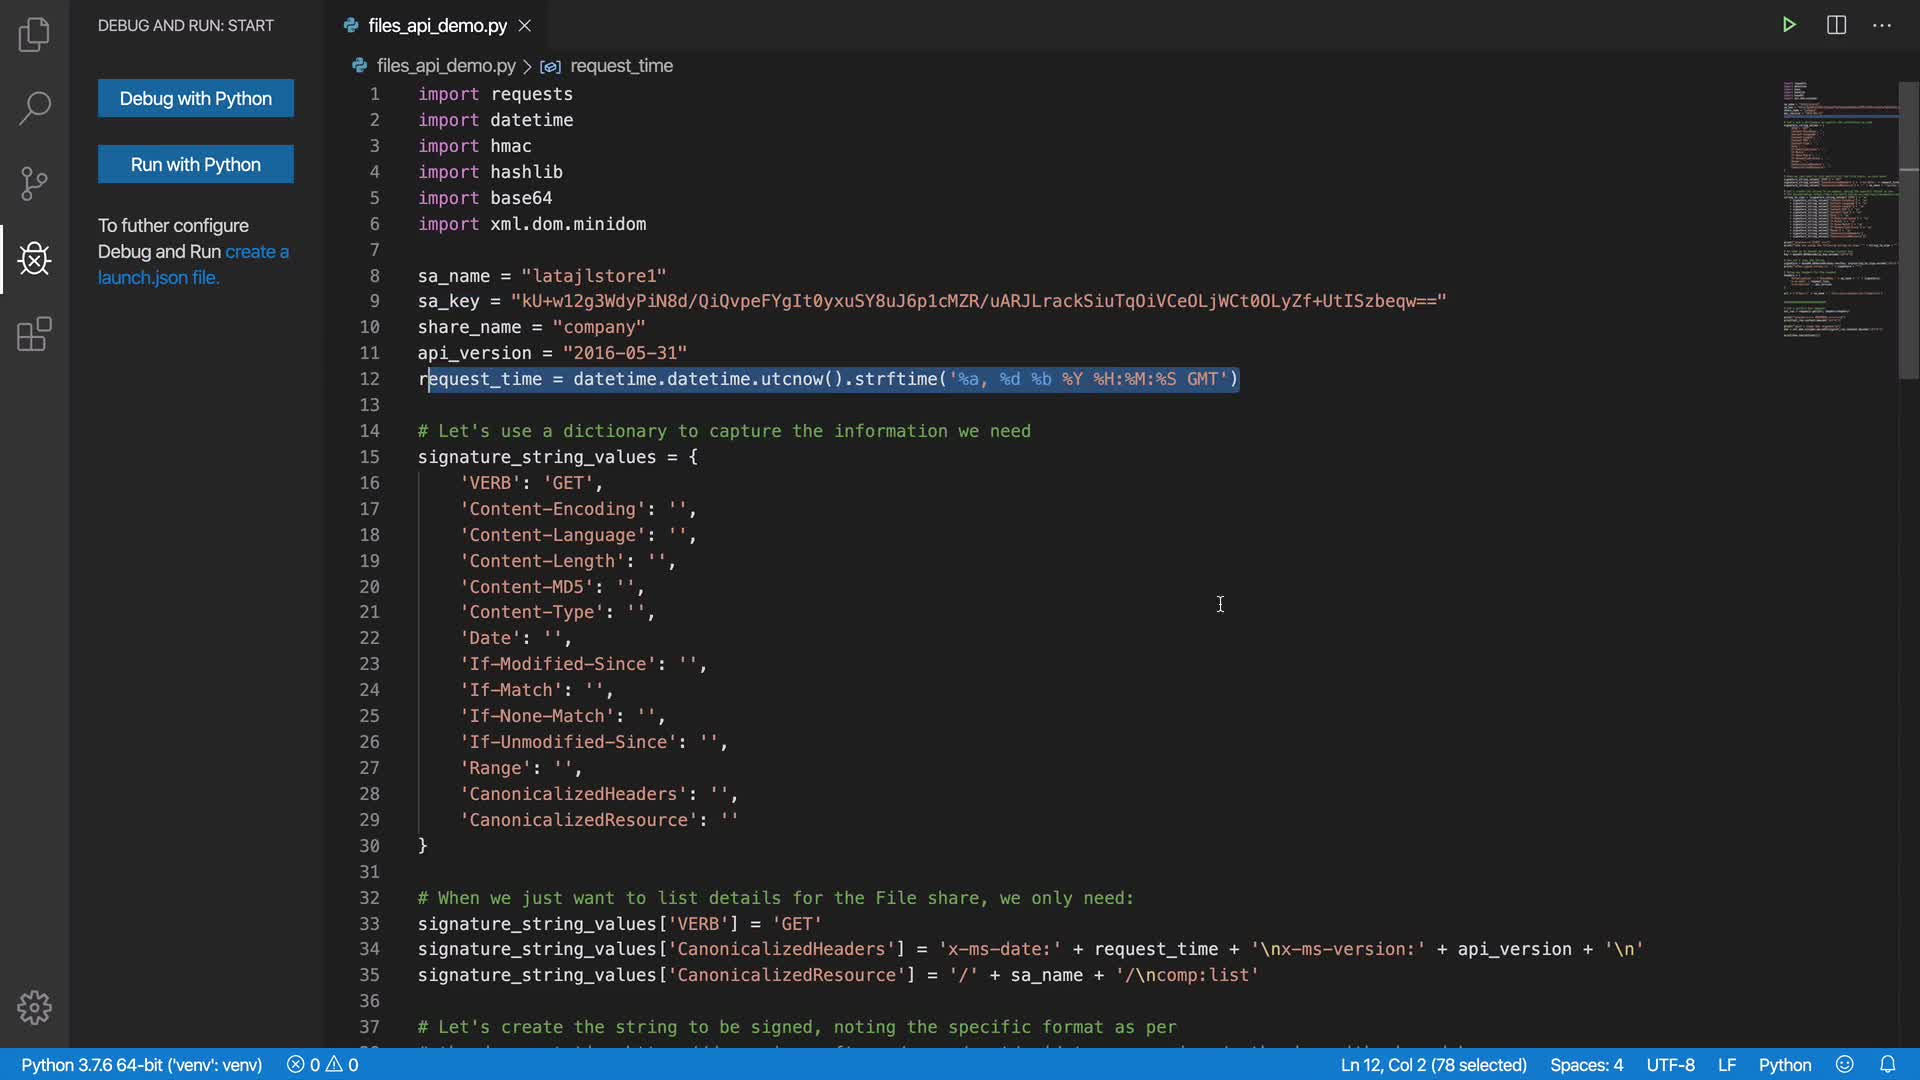 DEBUG AND RUN: START
Debug with Python
Run with Python
To futher configure
Debug and Run create a
launch.json file.
files_api_demo.py
files_api_demo.py > request_time
1 import requests
2 import datetime
3 import hmac
4 import hashlib
5 import base64
6 import xml.dom.minidom
7
8 sa_name = "latajlstore1"
9 sa_key = "kU+w12g3WdyPiN8d/QiQvpeFYgIt0yxuSY8uJ6p1cMZR/uARJLrackSiuTqOiVCeOLjWCt0OLyZf+UtISzbeqw=="
10 share_name = "company"
11 api_version = "2016-05-31"
12 request_time = datetime.datetime.utcnow().strftime('%a, %d %b %Y %H:%M:%S GMT')
13
14 # Let's use a dictionary to capture the information we need
15 signature_string_values = {
16 'VERB': 'GET',
17 'Content-Encoding': '',
18 'Content-Language': '',
19 'Content-Length': '',
20 'Content-MD5': '',
21 'Content-Type': '',
22 'Date': '',
23 'If-Modified-Since': '',
24 'If-Match': '',
25 'If-None-Match': '',
26 'If-Unmodified-Since': '',
27 'Range': '',
28 'CanonicalizedHeaders': '',
29 'CanonicalizedResource': ''
30 }
31
32 # When we just want to list details for the File share, we only need:
33 signature_string_values['VERB'] = 'GET'
34 signature_string_values['CanonicalizedHeaders'] = 'x-ms-date:' + request_time + '\nx-ms-version:' + api_version + '\n'
35 signature_string_values['CanonicalizedResource'] = '/' + sa_name + '/\ncomp:list'
36
37 # Let's create the string to be signed, noting the specific format as per
Python 3.7.6 64-bit ('venv': venv) 0 0 Ln 12, Col 2 (78 selected) Spaces: 4 UTF-8 LF Python